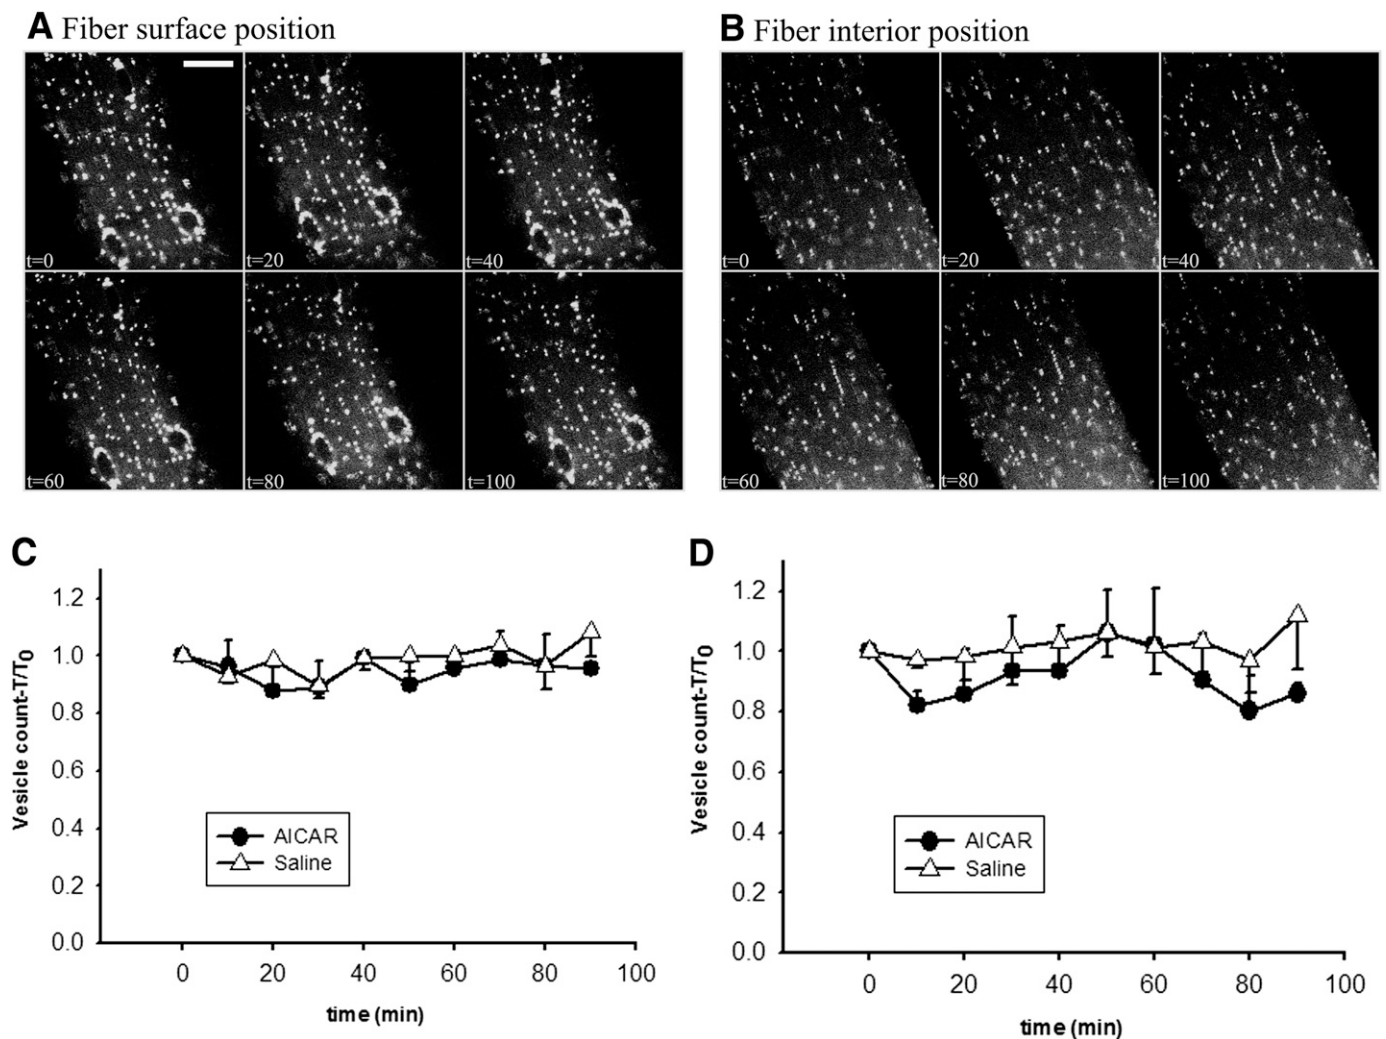 A Fiber surface position
B Fiber interior position
t=0
t=20
t=40
t=0
t=20
t=40
t=60
t=80
t=100
t=60
t=80
t=100
C
Vesicle count-T/T0
1.2
1.0
0.8
0.6
0.4
0.2
0.0
AICAR
Saline
0 20 40 60 80 100
time (min)
D
Vesicle count-T/T0
1.2
1.0
0.8
0.6
0.4
0.2
0.0
AICAR
Saline
0 20 40 60 80 100
time (min)